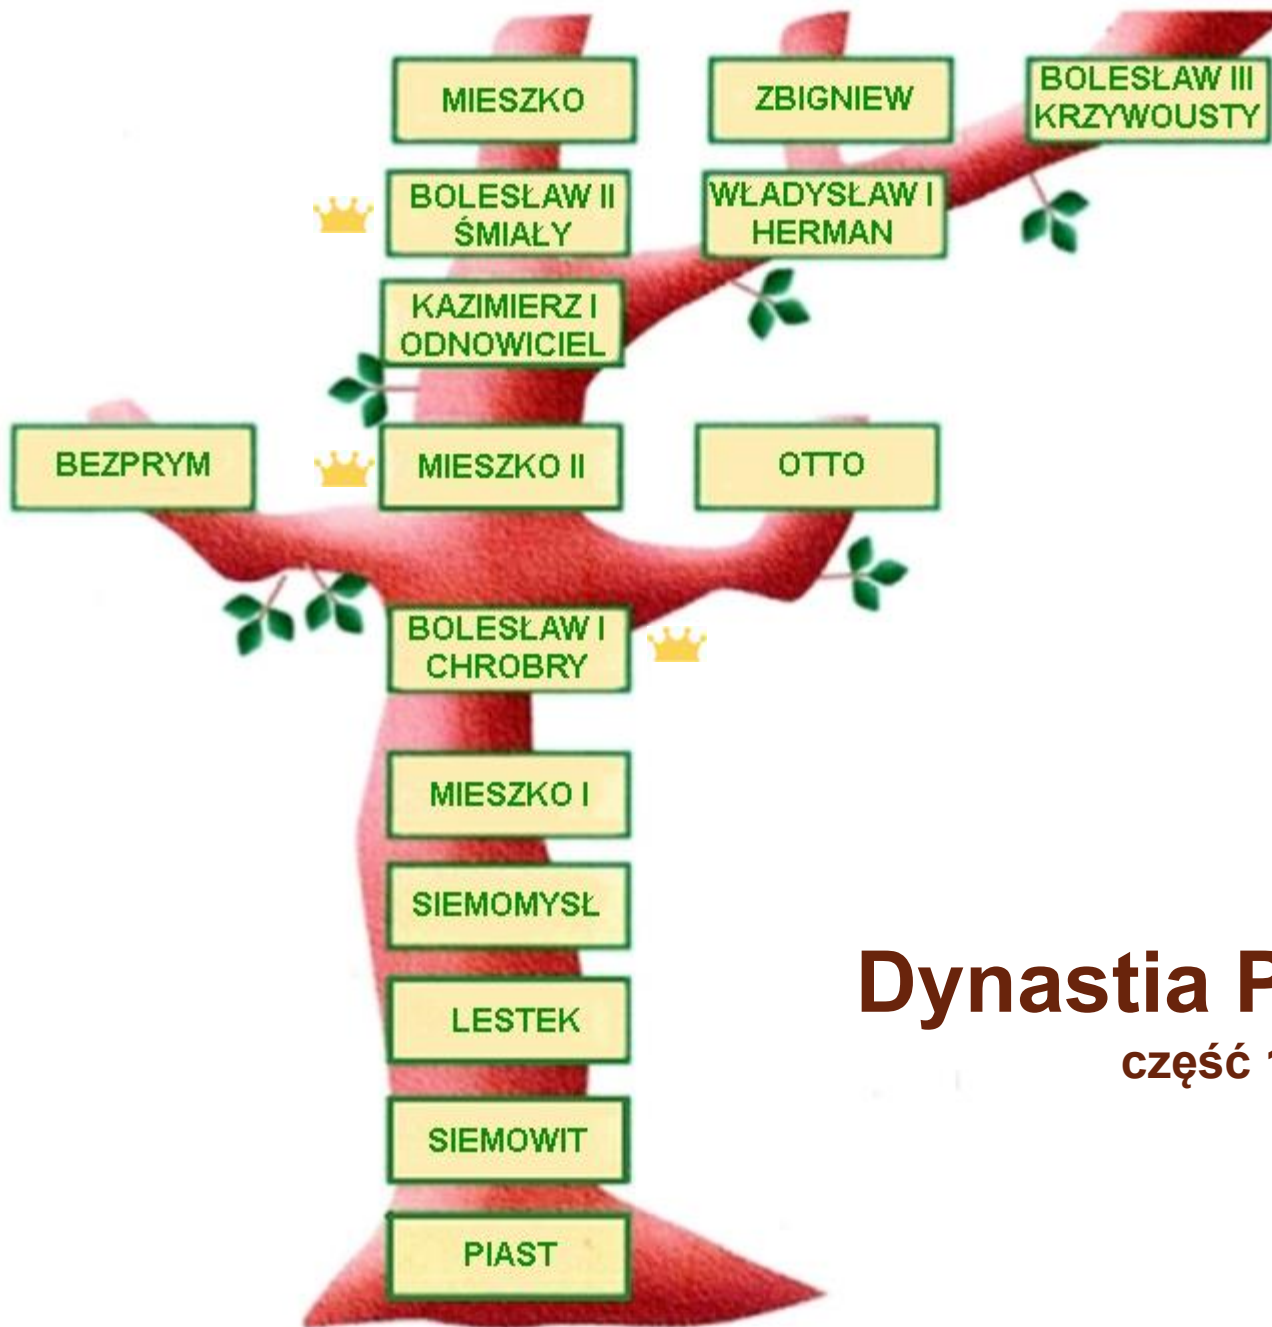 MIESZKO
ZBIGNIEW
BOLESŁAW III
KRZYWOUSTY
BOLESŁAW II
ŚMIAŁY
WŁADYSŁAW I
HERMAN
KAZIMIERZ I
ODNOWICIEL
BEZPRYM
MIESZKO II
OTTO
BOLESŁAW I
CHROBRY
MIESZKO I
SIEMOMYSŁ
LESTEK
Dynastia P
część 1
SIEMOWIT
PIAST